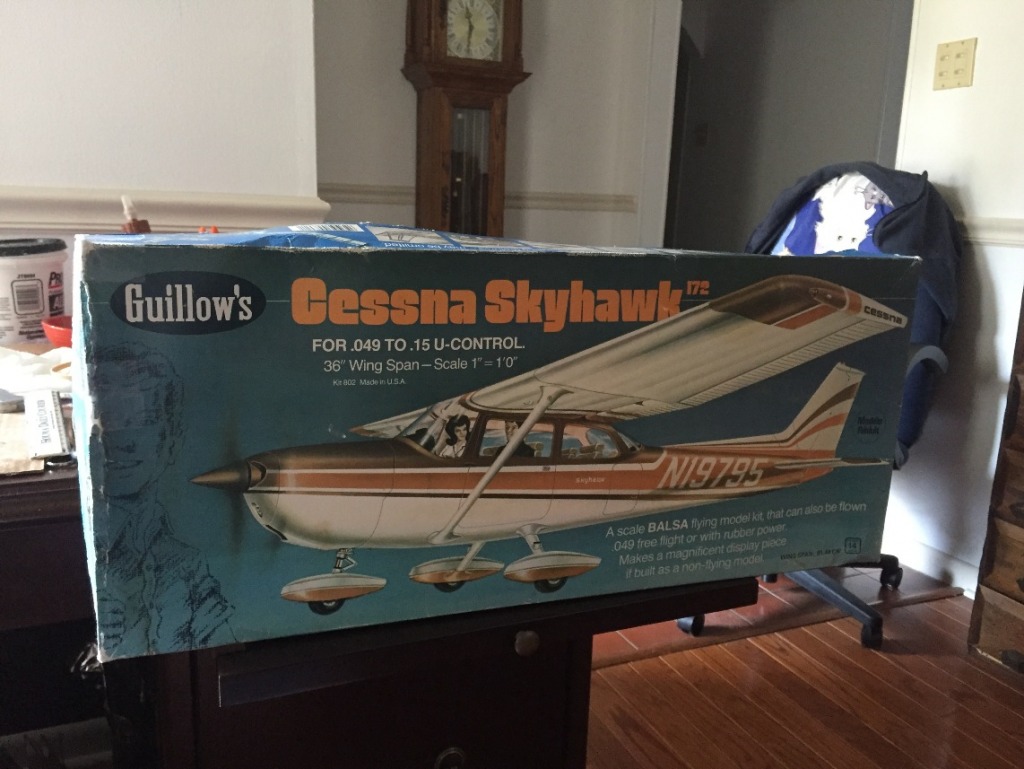 Guillow's
Cessna Skyhawk 172
FOR .049 TO .15 U-CONTROL.
36" Wing Span — Scale 1" = 1'0"
Kit 802 Made in U.S.A.
cessna
N19795
skyhawk
A scale BALSA flying model kit, that can also be flown
.049 free flight or with rubber power.
Makes a magnificent display piece
if built as a non-flying model.